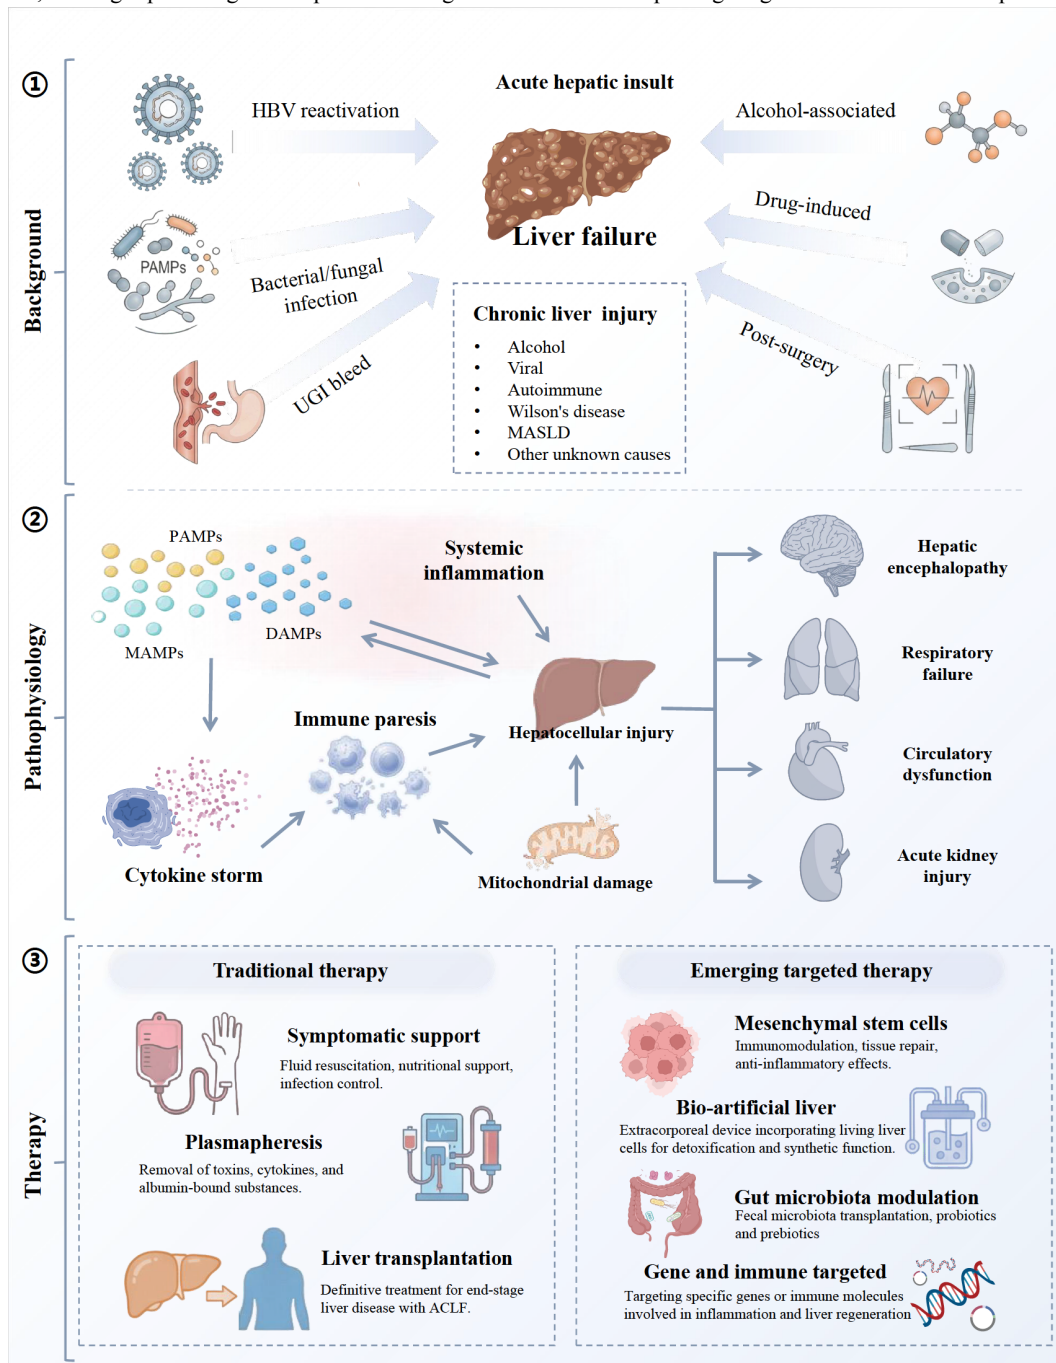 ①
Background
HBV reactivation
Acute hepatic insult
Alcohol-associated
PAMPs
Bacterial/fungal
infection
Liver failure
Drug-induced
UGI bleed
Chronic liver injury
• Alcohol
• Viral
• Autoimmune
• Wilson's disease
• MASLD
• Other unknown causes
Post-surgery
②
Pathophysiology
PAMPs
DAMPs
MAMPs
Systemic
inflammation
Immune paresis
Hepatocellular injury
Cytokine storm
Mitochondrial damage
Hepatic
encephalopathy
Respiratory
failure
Circulatory
dysfunction
Acute kidney
injury
③
Therapy
Traditional therapy
Symptomatic support
Fluid resuscitation, nutritional support,
infection control.
Plasmapheresis
Removal of toxins, cytokines, and
albumin-bound substances.
Liver transplantation
Definitive treatment for end-stage
liver disease with ACLF.
Emerging targeted therapy
Mesenchymal stem cells
Immunomodulation, tissue repair,
anti-inflammatory effects.
Bio-artificial liver
Extracorporeal device incorporating living liver
cells for detoxification and synthetic function.
Gut microbiota modulation
Fecal microbiota transplantation, probiotics
and prebiotics
Gene and immune targeted
Targeting specific genes or immune molecules
involved in inflammation and liver regeneration